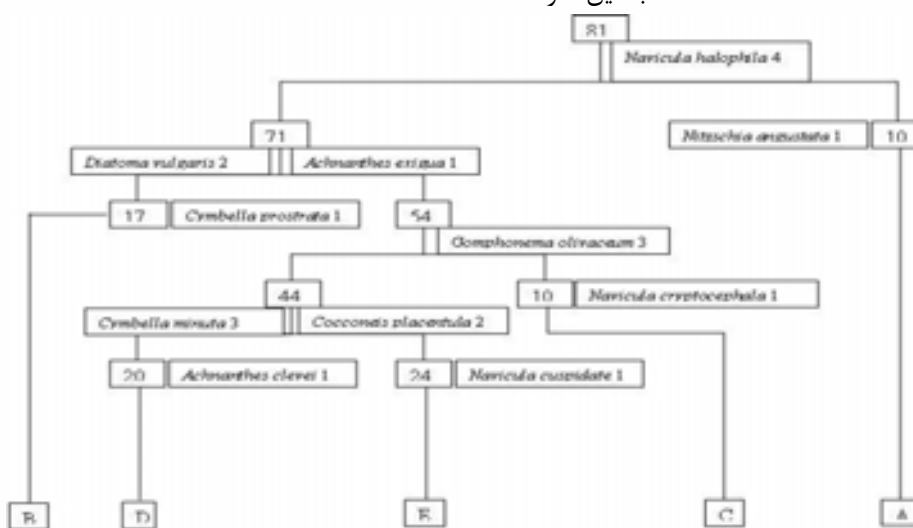 81
Navicula halophila 4
71
Nitzschia angustata 1
10
Diatoma vulgaris 2
Achnanthes exigua 1
17
Cymbella prostrata 1
54
Gomphonema olivaceum 3
44
10
Navicula cryptocephala 1
Cymbella minuta 3
Cocconeis placentula 2
20
Achnanthes clevei 1
24
Navicula cuspidate 1
B
D
E
C
A